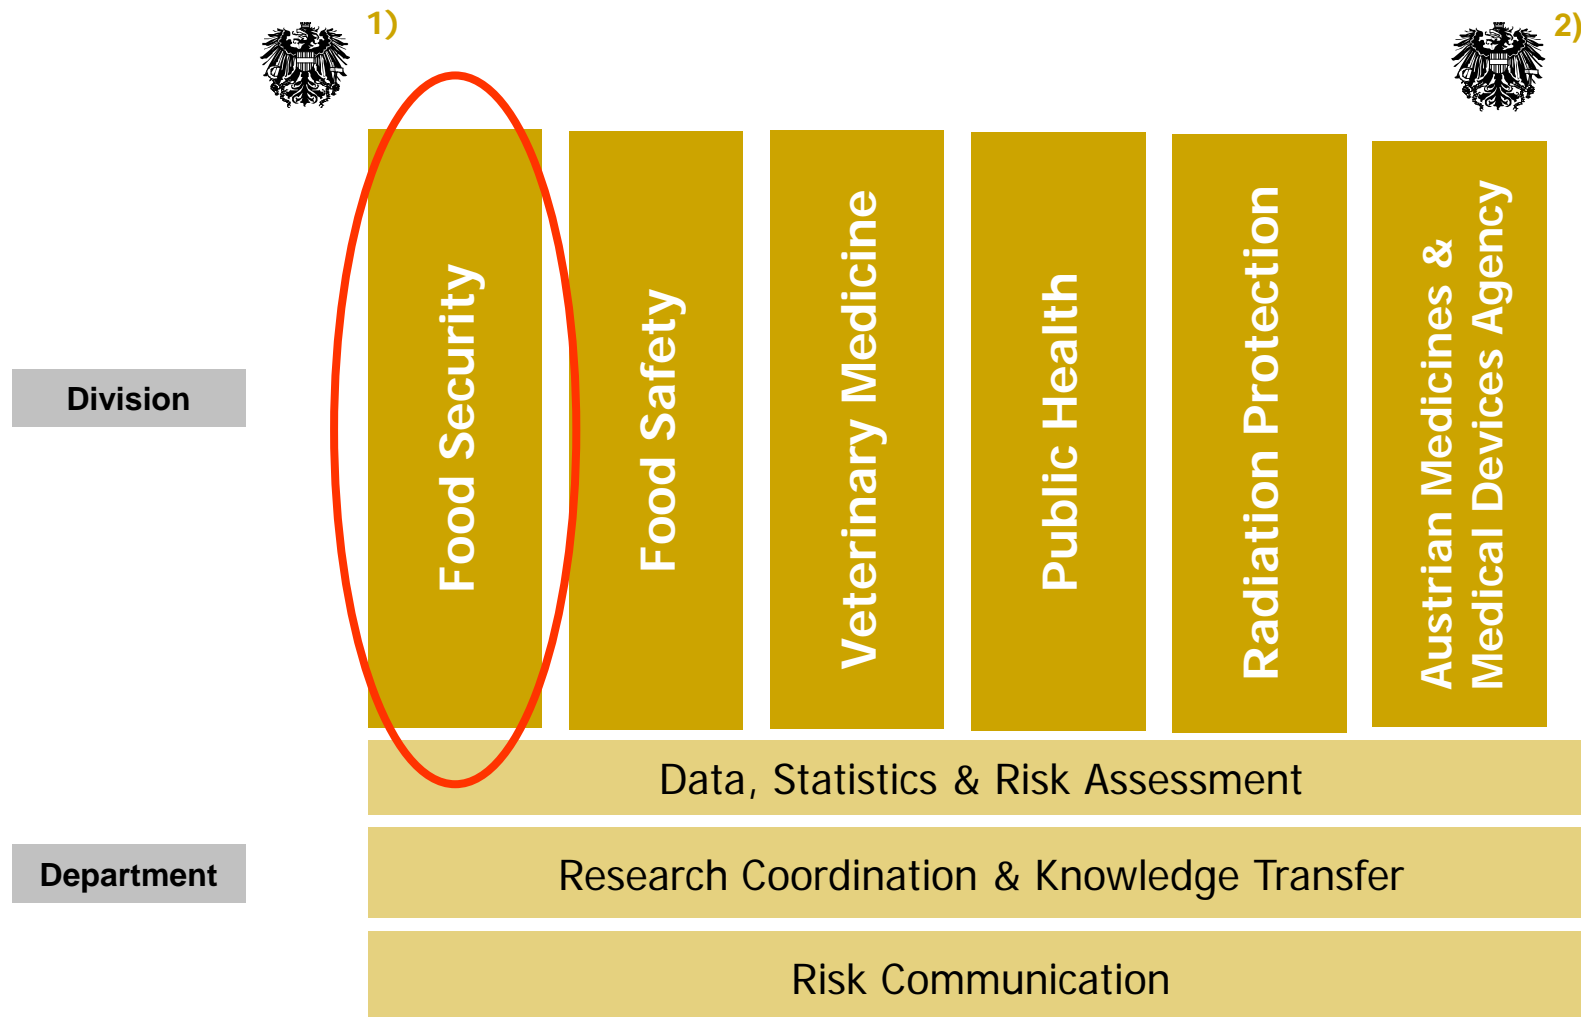 1)
2)
Division
Food Security
Food Safety
Veterinary Medicine
Public Health
Radiation Protection
Austrian Medicines &
Medical Devices Agency
Data, Statistics & Risk Assessment
Department
Research Coordination & Knowledge Transfer
Risk Communication